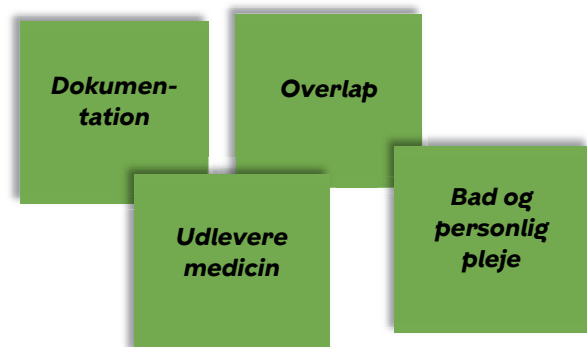 Dokumen-
tation
Overlap
Udlevere
medicin
Bad og
personlig
pleje